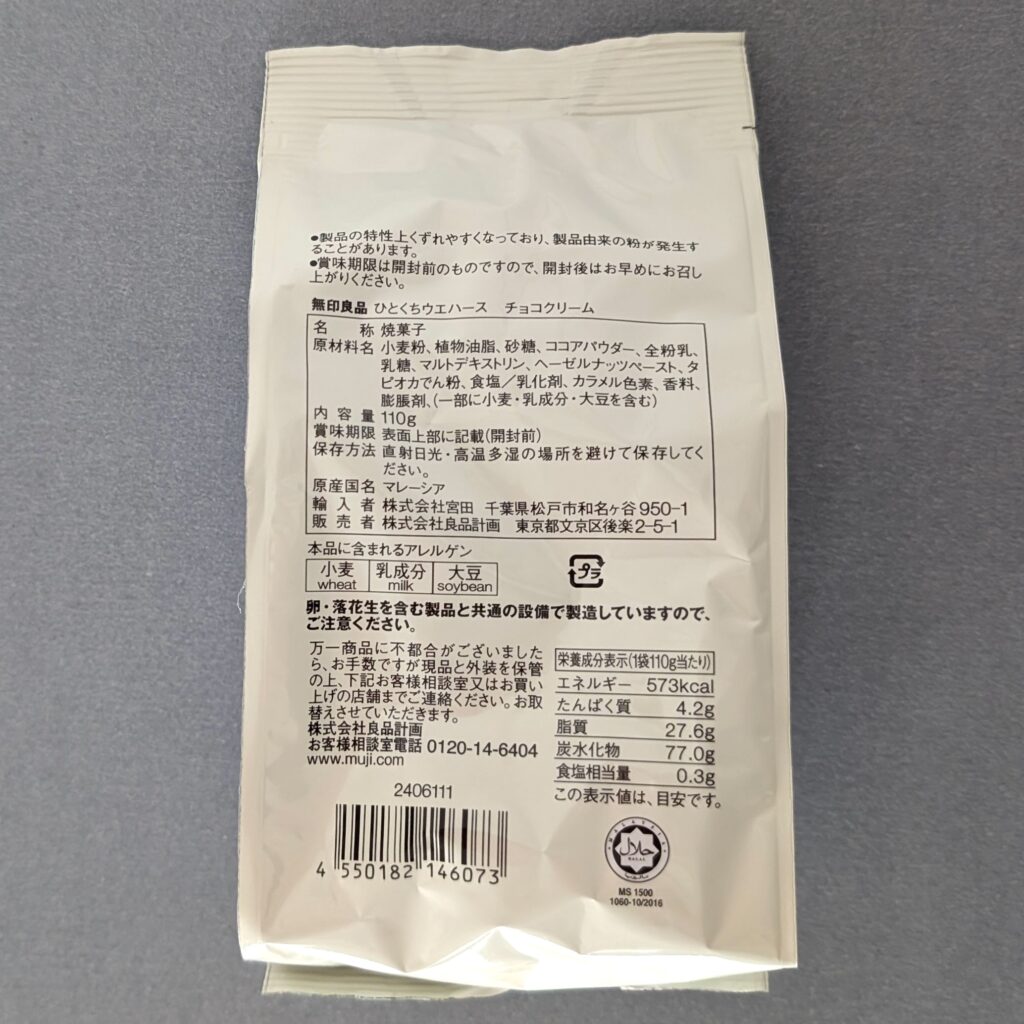 ●製品の特性上くずれやすくなっており、製品由来の粉が発生す
ることがあります。
●賞味期限は開封前のものですので、開封後はお早めにお召し
上がりください。
無印良品 ひとくちウエハース チョコクリーム
名称 焼菓子
原材料名 小麦粉、植物油脂、砂糖、ココアパウダー、全粉乳、
乳糖、マルトデキストリン、ヘーゼルナッツペースト、タ
ピオカでん粉、食塩／乳化剤、カラメル色素、香料、
膨脹剤、(一部に小麦・乳成分・大豆を含む)
内容量 110g
賞味期限 表面上部に記載(開封前)
保存方法 直射日光・高温多湿の場所を避けて保存してく
ださい。
原産国名 マレーシア
輸入者 株式会社宮田 千葉県松戸市和名ヶ谷950-1
販売者 株式会社良品計画 東京都文京区後楽2-5-1
本品に含まれるアレルゲン
小麦 乳成分 大豆
wheat milk soybean
プラ
卵・落花生を含む製品と共通の設備で製造していますので、
ご注意ください。
万一商品に不都合がございました
ら、お手数ですが現品と外装を保管
の上、下記お客様相談室又はお買い
上げの店舗までご連絡ください。お取
替えさせていただきます。
株式会社良品計画
お客様相談室電話 0120-14-6404
www.muji.com
栄養成分表示(1袋110g当たり)
エネルギー 573kcal
たんぱく質 4.2g
脂質 27.6g
炭水化物 77.0g
食塩相当量 0.3g
この表示値は、目安です。
2406111
4 550182 146073
MALAYSIA
حلال
HALAL
MS 1500
1060-10/2016